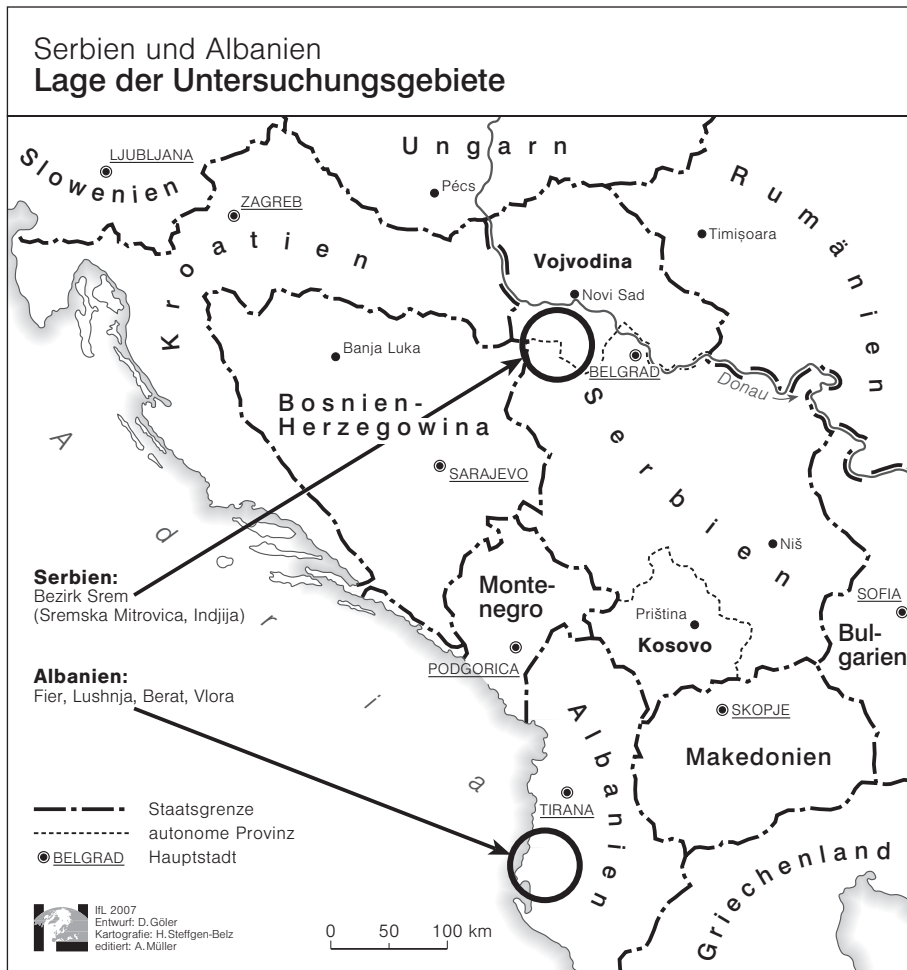 Serbien und Albanien
Lage der Untersuchungsgebiete
Slowenien
LJUBLJANA
ZAGREB
Kroatien
Ungarn
Pécs
Rumänien
Timișoara
Vojvodina
Novi Sad
BELGRAD
Donau
Banja Luka
Bosnien-
Herzegowina
SARAJEVO
Serbien
Niš
Adria
Serbien:
Bezirk Srem
(Sremska Mitrovica, Indjija)
Monte-
negro
PODGORICA
Priština
Kosovo
SOFIA
Bul-
garien
Albanien:
Fier, Lushnja, Berat, Vlora
Albanien
TIRANA
SKOPJE
Makedonien
Griechenland
Staatsgrenze
autonome Provinz
BELGRAD Hauptstadt
IfL 2007
Entwurf: D.Göler
Kartografie: H.Steffgen-Belz
editiert: A.Müller
0 50 100 km